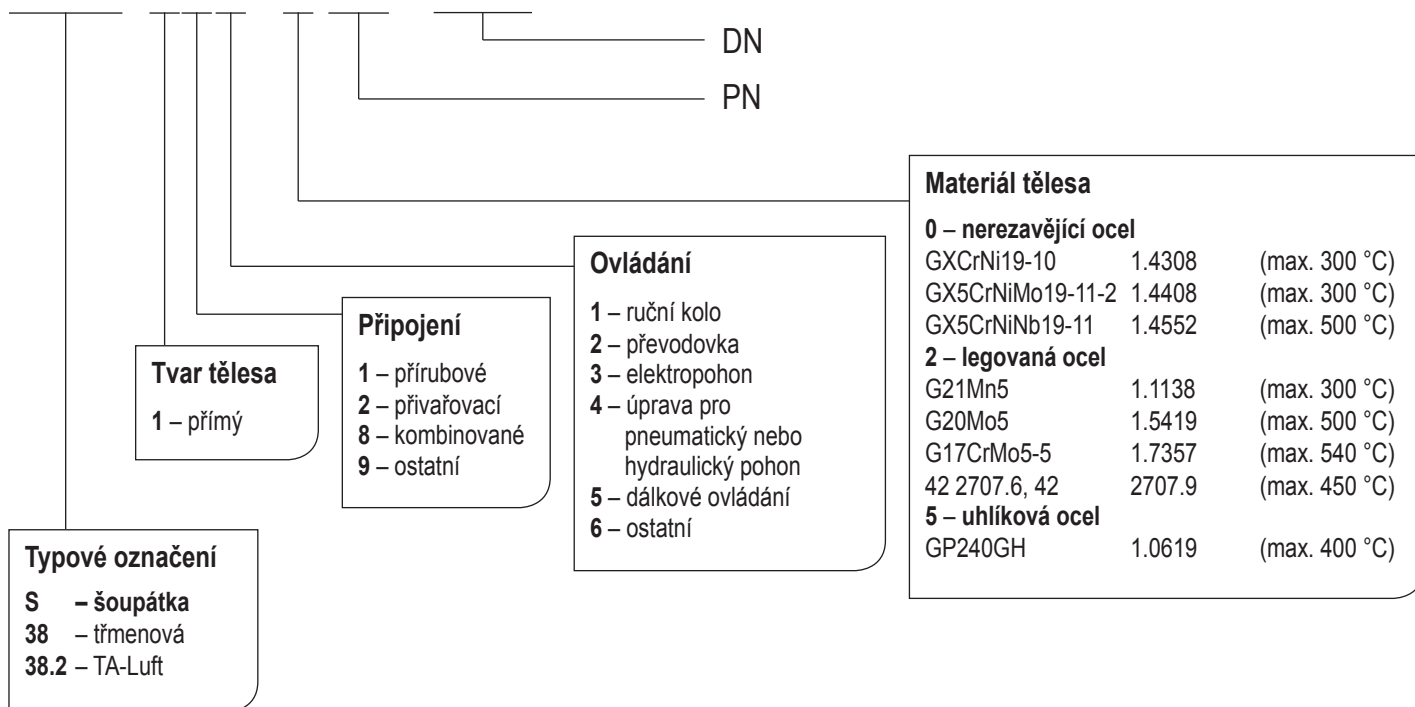 DN
PN
Materiál tělesa
0 – nerezavějící ocel
GXCrNi19-10 1.4308 (max. 300 °C)
GX5CrNiMo19-11-2 1.4408 (max. 300 °C)
GX5CrNiNb19-11 1.4552 (max. 500 °C)
2 – legovaná ocel
G21Mn5 1.1138 (max. 300 °C)
G20Mo5 1.5419 (max. 500 °C)
G17CrMo5-5 1.7357 (max. 540 °C)
42 2707.6, 42 2707.9 (max. 450 °C)
5 – uhlíková ocel
GP240GH 1.0619 (max. 400 °C)
Ovládání
1 – ruční kolo
2 – převodovka
3 – elektropohon
4 – úprava pro
pneumatický nebo
hydraulický pohon
5 – dálkové ovládání
6 – ostatní
Připojení
1 – přírubové
2 – přivařovací
8 – kombinované
9 – ostatní
Tvar tělesa
1 – přímý
Typové označení
S – šoupátka
38 – třmenová
38.2 – TA-Luft